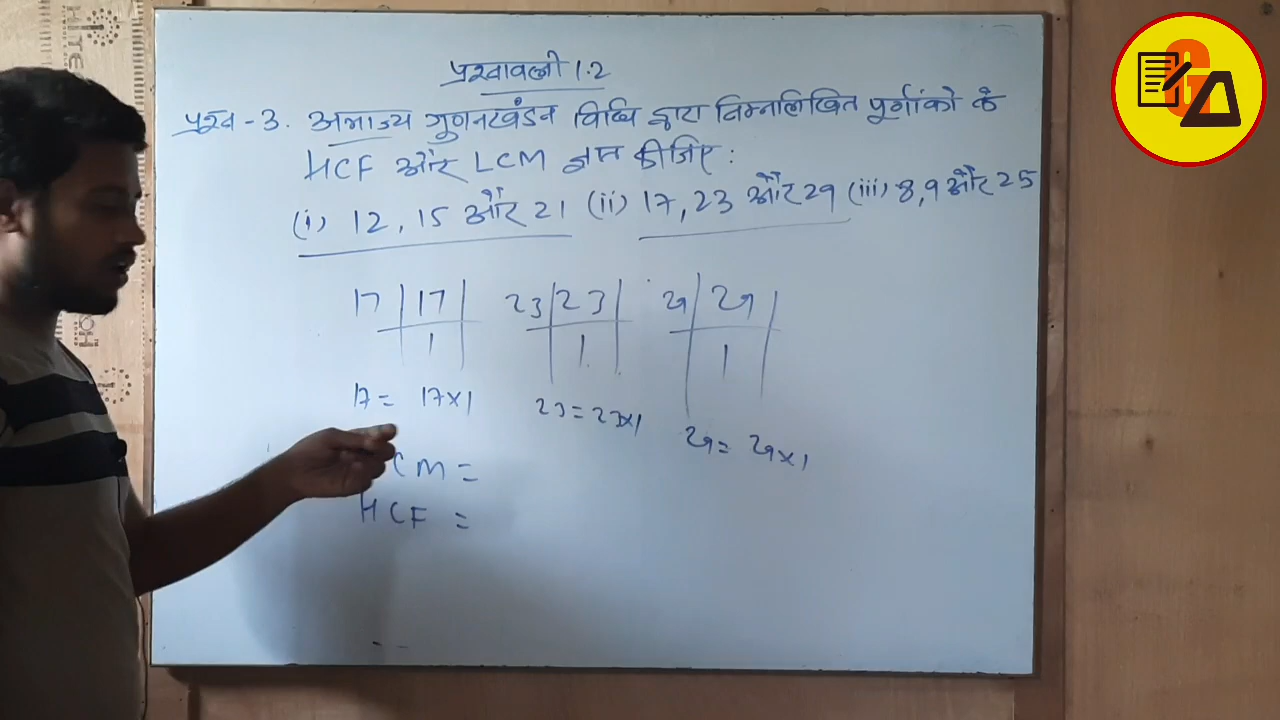 प्रश्नावली 1.2
प्रश्न - 3. अभाज्य गुणनखंडन विधि द्वारा निम्नलिखित पूर्णांको के
HCF और LCM ज्ञात कीजिए :
(i) 12, 15 और 21 (ii) 17, 23 और 29 (iii) 8, 9 और 25
17 | 17 | 23 | 23 | 29 | 29 |
1 1 1
17 = 17×1 23 = 23×1 29 = 29×1
CM =
HCF =